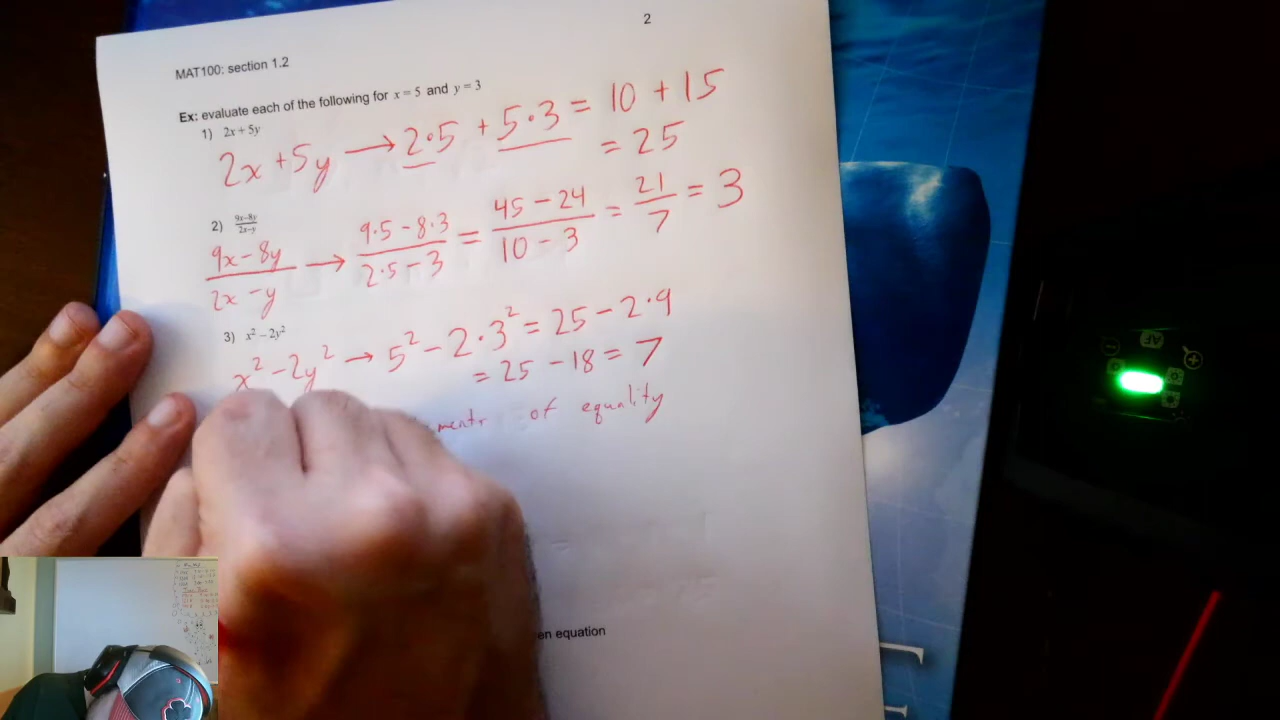 2
MAT100: section 1.2
Ex: evaluate each of the following for x = 5 and y = 3
1) 2x + 5y
2x + 5y → 2·5 + 5·3 = 10 + 15
= 25
2) 9x−8y / 2x−y
9x − 8y / 2x − y → 9·5 − 8·3 / 2·5 − 3 = 45 − 24 / 10 − 3 = 21 / 7 = 3
3) x² − 2y²
x² − 2y² → 5² − 2·3² = 25 − 2·9
= 25 − 18 = 7
of equality
equation
AF